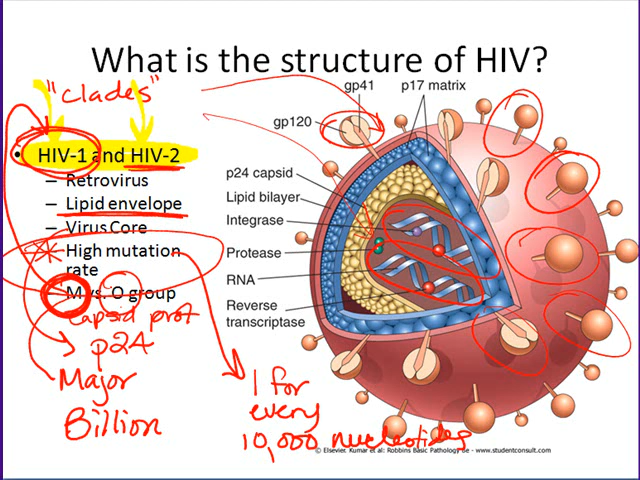 What is the structure of HIV?
"clades"
• HIV-1 and HIV-2
– Retrovirus
– Lipid envelope
– Virus Core
– High mutation
rate
– M vs. O group
Capsid prot
p24
Major
Billion
1 for
every
10,000 nucleotides
gp41
p17 matrix
gp120
p24 capsid
Lipid bilayer
Integrase
Protease
RNA
Reverse
transcriptase
© Elsevier. Kumar et al: Robbins Basic Pathology 8e - www.studentconsult.com